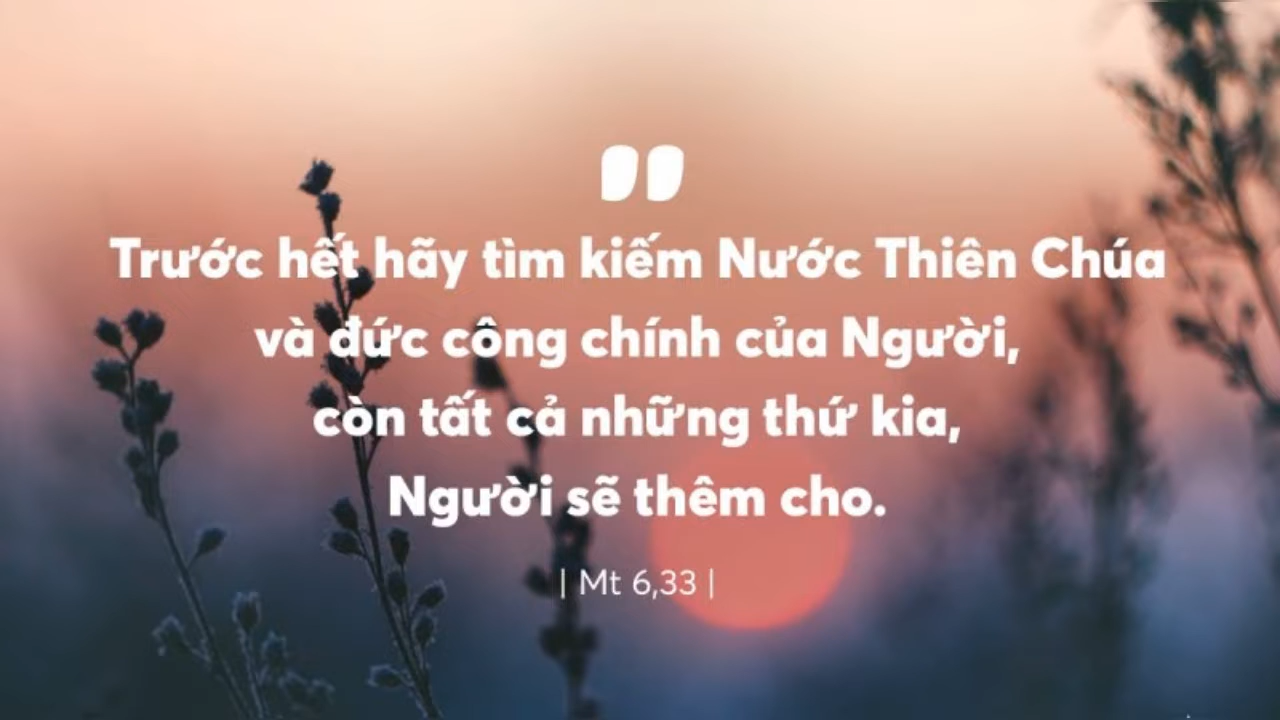 "
Trước hết hãy tìm kiếm Nước Thiên Chúa
và đức công chính của Người,
còn tất cả những thứ kia,
Người sẽ thêm cho.
| Mt 6,33 |